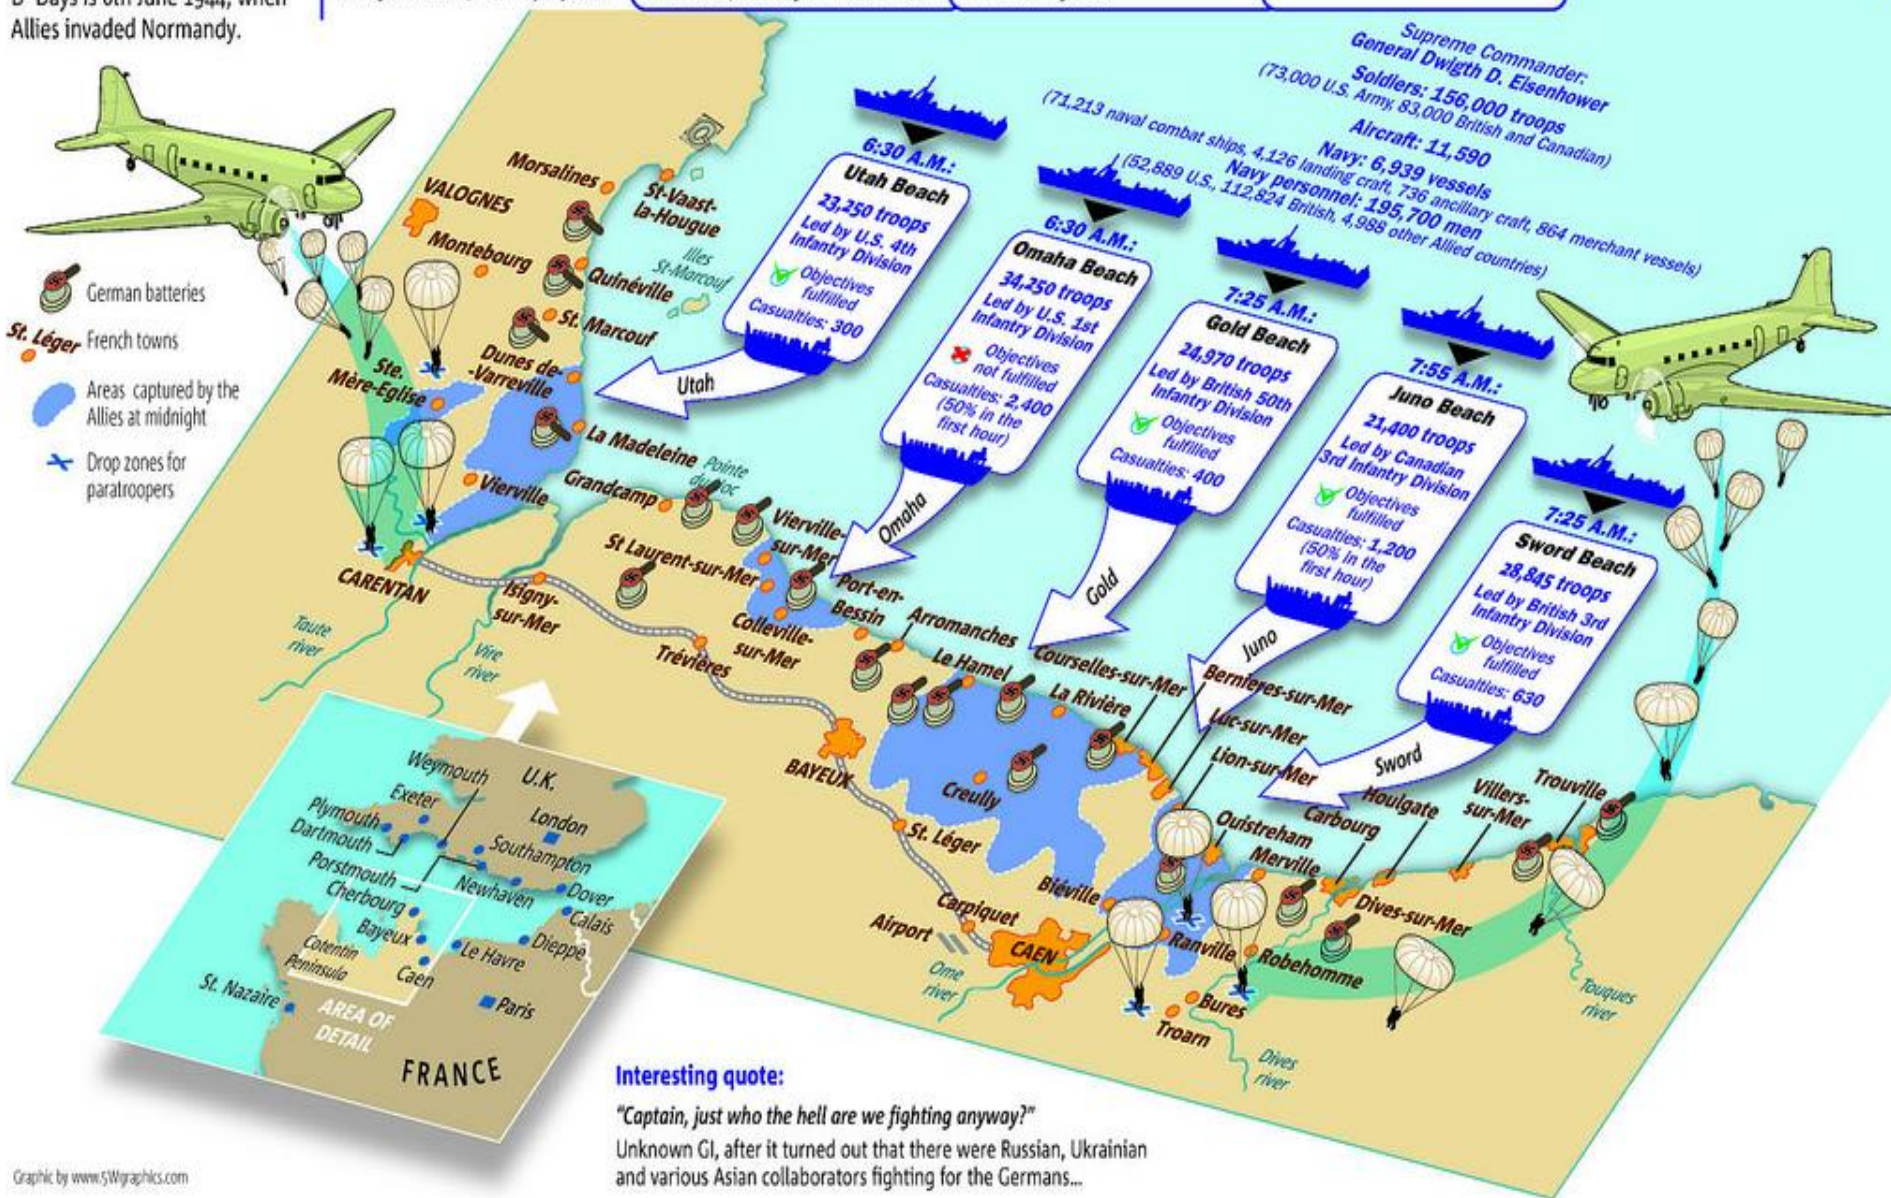 Allies invaded Normandy.
Supreme Commander:
General Dwigth D. Eisenhower
Soldiers: 156,000 troops
(73,000 U.S. Army, 83,000 British and Canadian)
Aircraft: 11,590
Navy: 6,939 vessels
(71,213 naval combat ships, 4,126 landing craft, 736 ancillary craft, 864 merchant vessels)
Navy personnel: 195,700 men
(52,889 U.S., 112,824 British, 4,988 other Allied countries)
German batteries
St. Léger
French towns
Areas captured by the
Allies at midnight
Drop zones for
paratroopers
6:30 A.M.:
Utah Beach
23,250 troops
Led by U.S. 4th
Infantry Division
Objectives
fulfilled
Casualties: 300
Utah
6:30 A.M.:
Omaha Beach
34,250 troops
Led by U.S. 1st
Infantry Division
Objectives
not fulfilled
Casualties: 2,400
(50% in the
first hour)
Omaha
7:25 A.M.:
Gold Beach
24,970 troops
Led by British 50th
Infantry Division
Objectives
fulfilled
Casualties: 400
Gold
7:55 A.M.:
Juno Beach
21,400 troops
Led by Canadian
3rd Infantry Division
Objectives
fulfilled
Casualties: 1,200
(50% in the
first hour)
Juno
7:25 A.M.:
Sword Beach
28,845 troops
Led by British 3rd
Infantry Division
Objectives
fulfilled
Casualties: 630
Sword
Morsalines
VALOGNES
St-Vaast-
la-Hougue
Montebourg
Illes
St-Marcouf
Quinéville
St. Marcouf
Dunes de-
-Varreville
Ste.
Mère-Eglise
La Madeleine
Pointe
Vierville
Grandcamp
Vierville-
sur-Mer
St Laurent-sur-Mer
CARENTAN
Isigny-
sur-Mer
Colleville-
sur-Mer
Port-en-
Bessin
Arromanches
Taute
river
Vire
river
Trévières
Le Hamel
Courselles-sur-Mer
La Rivière
Bernieres-sur-Mer
Luc-sur-Mer
Lion-sur-Mer
BAYEUX
Creully
St. Léger
Ouistreham
Merville
Carbourg
Houlgate
Villers-
sur-Mer
Trouville
Biéville
Carpiquet
Airport
CAEN
Orne
river
Ranville
Dives-sur-Mer
Robehomme
Bures
Troarn
Touques
river
Dives
river
Weymouth
U.K.
Exeter
Plymouth
London
Dartmouth
Southampton
Porstmouth
Newhaven
Dover
Cherbourg
Calais
Bayeux
Le Havre
Dieppe
Cotentin
Peninsula
Caen
St. Nazaire
Paris
AREA OF
DETAIL
FRANCE
Interesting quote:
"Captain, just who the hell are we fighting anyway?"
Unknown GI, after it turned out that there were Russian, Ukrainian
and various Asian collaborators fighting for the Germans...
Graphic by www.5Wgraphics.com